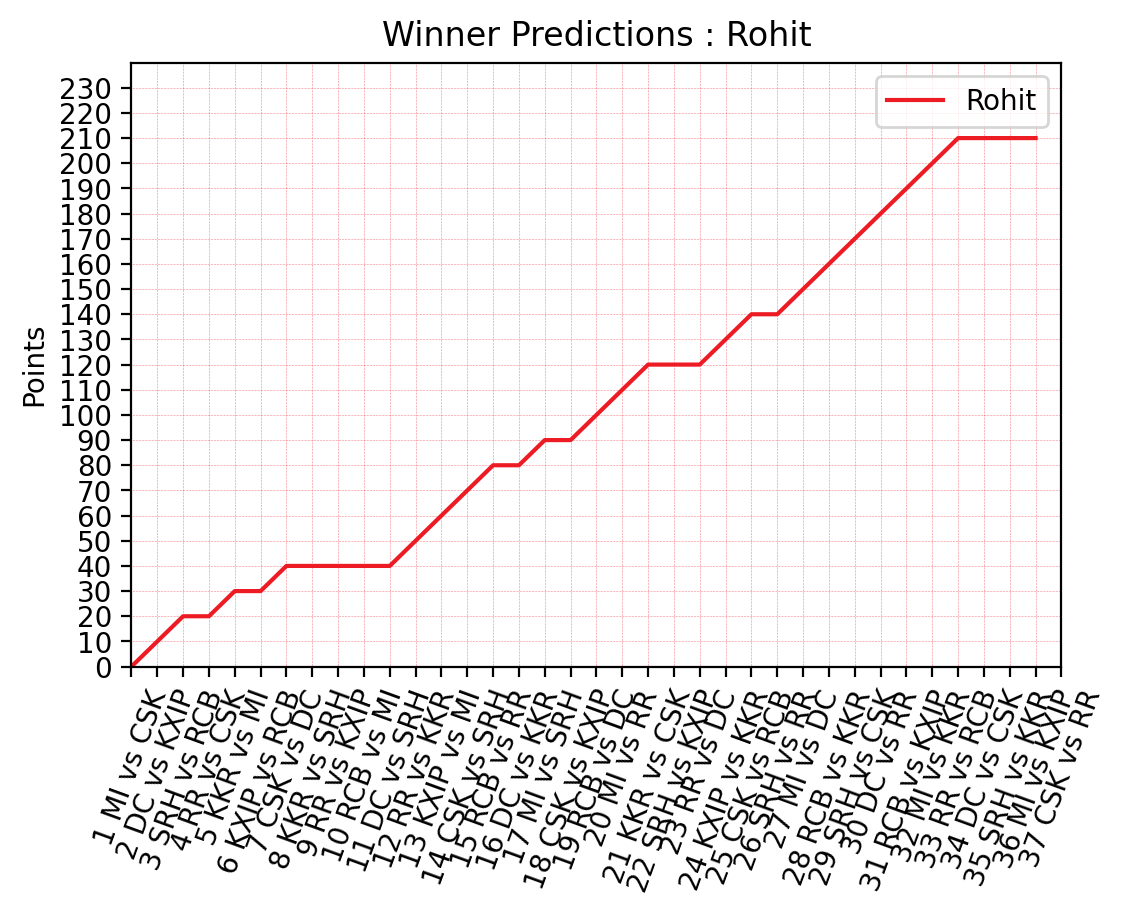 Winner Predictions : Rohit
Rohit
Points
230
220
210
200
190
180
170
160
150
140
130
120
110
100
90
80
70
60
50
40
30
20
10
0
1 MI vs CSK
2 DC vs KXIP
3 SRH vs RCB
4 RR vs CSK
5 KKR vs MI
6 KXIP vs RCB
7 CSK vs DC
8 KKR vs SRH
9 RR vs KXIP
10 RCB vs MI
11 DC vs SRH
12 RR vs KKR
13 KXIP vs MI
14 CSK vs SRH
15 RCB vs RR
16 DC vs KKR
17 MI vs SRH
18 CSK vs KXIP
19 RCB vs DC
20 MI vs RR
21 KKR vs CSK
22 SRH vs KXIP
23 RR vs DC
24 KXIP vs KKR
25 CSK vs RCB
26 SRH vs RR
27 MI vs DC
28 RCB vs KKR
29 SRH vs CSK
30 DC vs RR
31 RCB vs KXIP
32 MI vs KKR
33 RR vs RCB
34 DC vs CSK
35 SRH vs KKR
36 MI vs KXIP
37 CSK vs RR